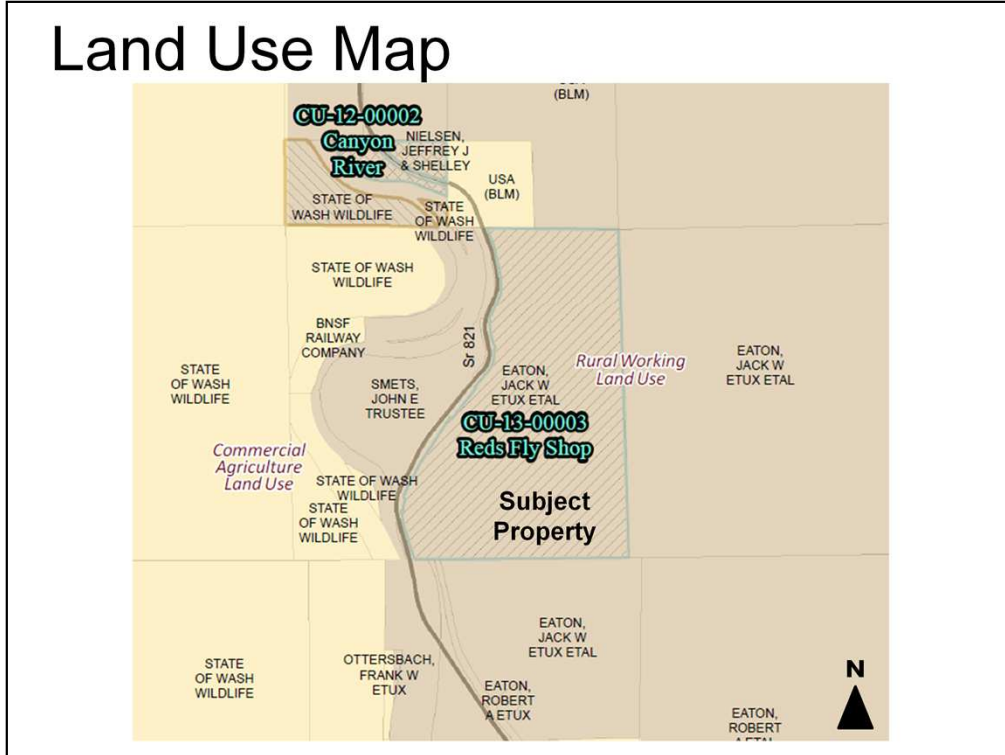 Land Use Map
(BLM)
CU-12-00002
Canyon
River
NIELSEN,
JEFFREY J
& SHELLEY
USA
(BLM)
STATE OF
WASH WILDLIFE
STATE
OF WASH
WILDLIFE
STATE OF WASH
WILDLIFE
BNSF
RAILWAY
COMPANY
Sr 821
STATE
OF WASH
WILDLIFE
SMETS,
JOHN E
TRUSTEE
EATON,
JACK W
ETUX ETAL
Rural Working
Land Use
EATON,
JACK W
ETUX ETAL
CU-13-00003
Reds Fly Shop
Commercial
Agriculture
Land Use
STATE OF WASH
WILDLIFE
STATE
OF WASH
WILDLIFE
Subject
Property
EATON,
JACK W
ETUX ETAL
STATE
OF WASH
WILDLIFE
OTTERSBACH,
FRANK W
ETUX
EATON,
ROBERT
A ETUX
N
EATON,
ROBERT